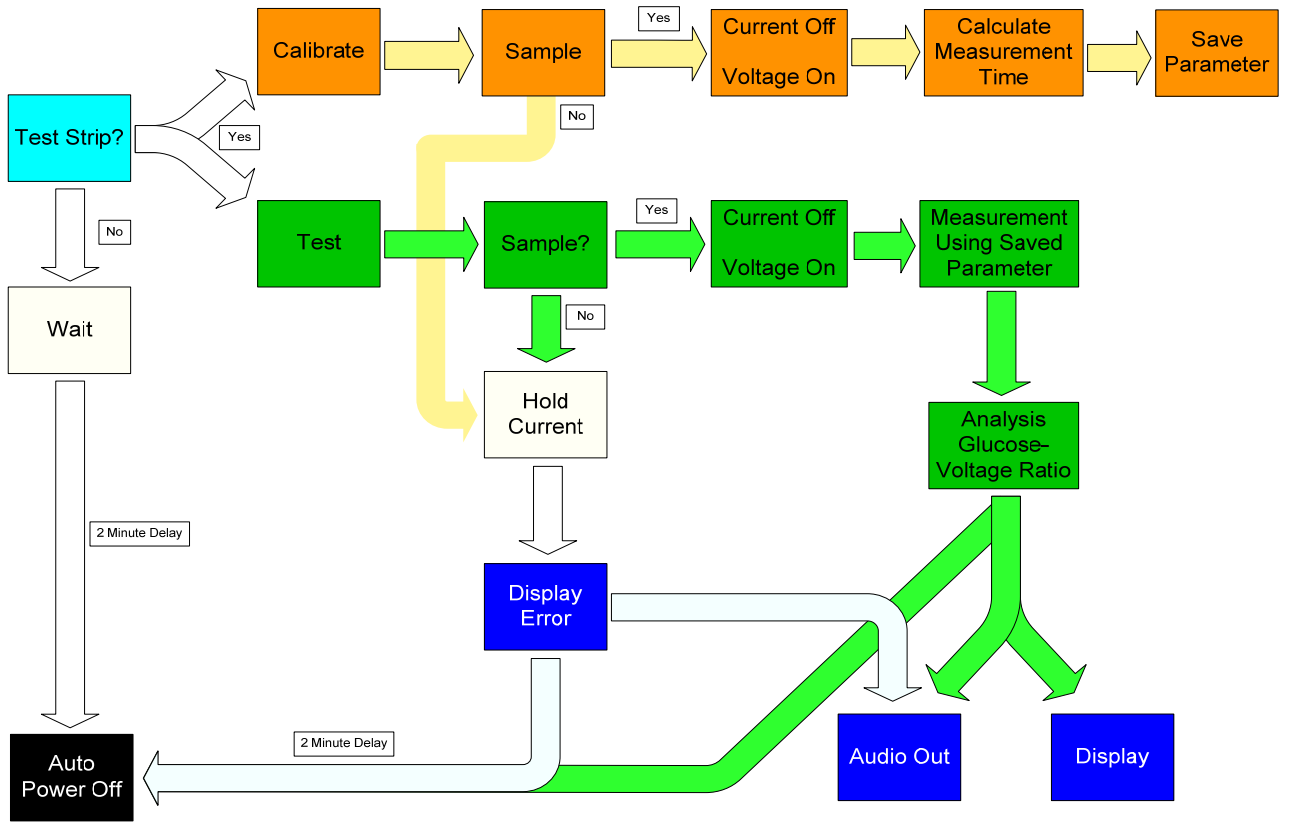 Calibrate
Sample
Yes
Current Off
Voltage On
Calculate
Measurement
Time
Save
Parameter
Test Strip?
Yes
No
No
Test
Sample?
Yes
Current Off
Voltage On
Measurement
Using Saved
Parameter
No
Wait
Hold
Current
Analysis
Glucose–
Voltage Ratio
2 Minute Delay
Display
Error
2 Minute Delay
Auto
Power Off
Audio Out
Display